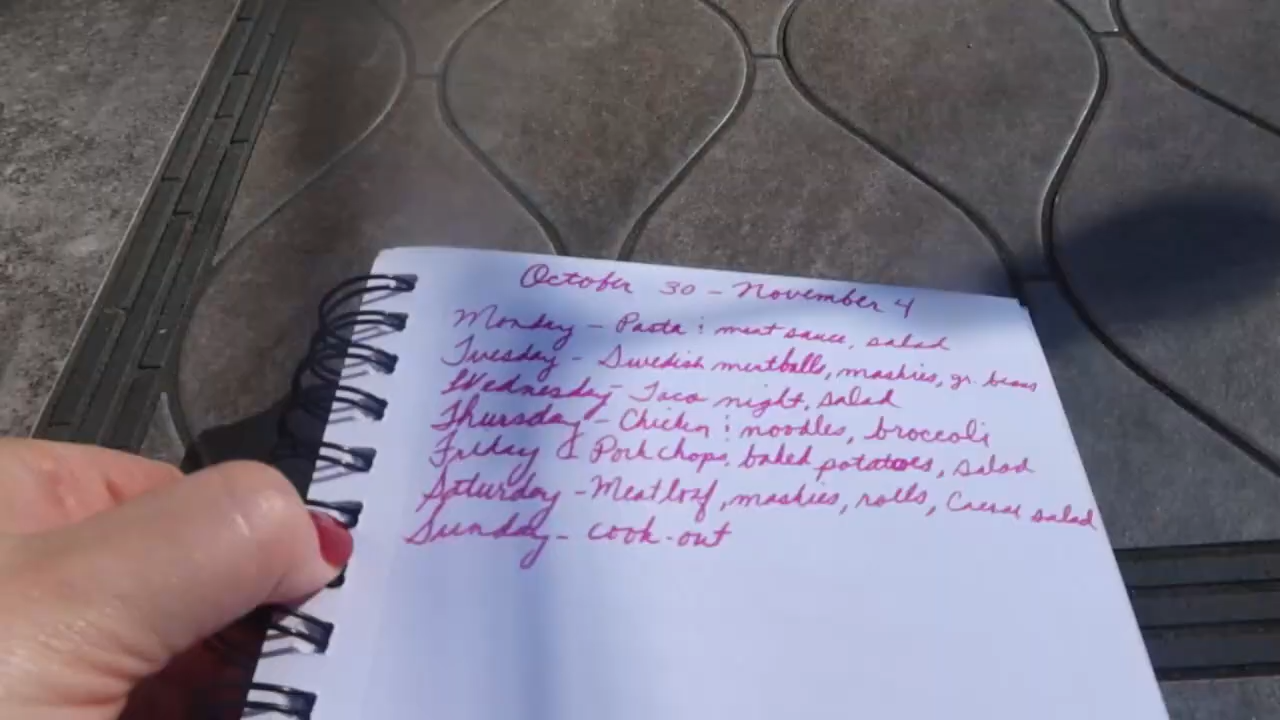 October 30 - November 4
Monday - Pasta & meat sauce, salad
Tuesday - Swedish meatballs, mashies, gr. beans
Wednesday - Taco night, salad
Thursday - Chicken & noodles, broccoli
Friday & Pork chops, baked potatoes, salad
Saturday - Meatloaf, mashies, rolls, Caesar salad
Sunday - cook-out